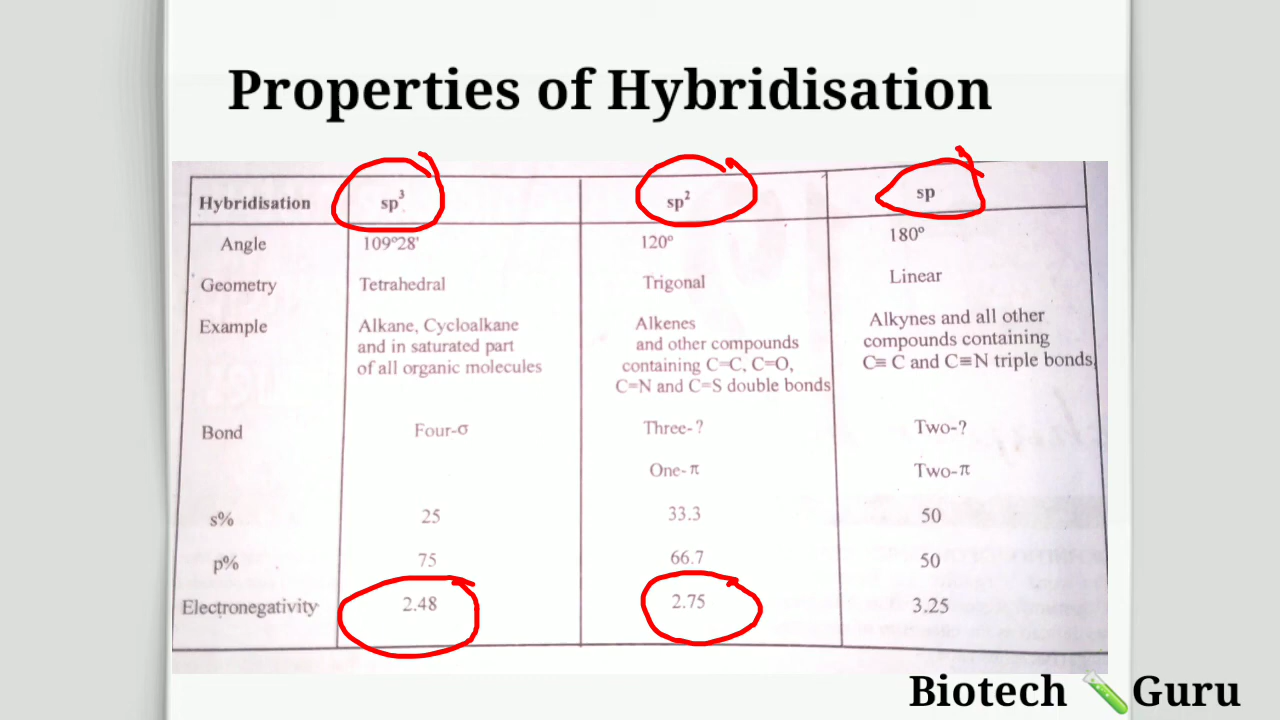 Properties of Hybridisation
Hybridisation sp³ sp² sp
Angle 109°28' 120° 180°
Geometry Tetrahedral Trigonal Linear
Example Alkane, Cycloalkane Alkenes Alkynes and all other
and in saturated part and other compounds compounds containing
of all organic molecules containing C=C, C=O, C≡ C and C≡N triple bonds,
C=N and C=S double bonds
Bond Four-σ Three-? Two-?
One-π Two-π
s% 25 33.3 50
p% 75 66.7 50
Electronegativity 2.48 2.75 3.25
Biotech Guru